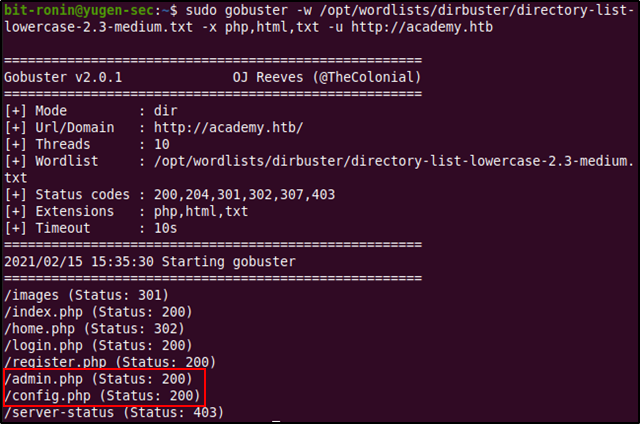 bit-ronin@yugen-sec:~$ sudo gobuster -w /opt/wordlists/dirbuster/directory-list-
lowercase-2.3-medium.txt -x php,html,txt -u http://academy.htb
=====================================================
Gobuster v2.0.1              OJ Reeves (@TheColonial)
=====================================================
[+] Mode         : dir
[+] Url/Domain   : http://academy.htb/
[+] Threads      : 10
[+] Wordlist     : /opt/wordlists/dirbuster/directory-list-lowercase-2.3-medium.
txt
[+] Status codes : 200,204,301,302,307,403
[+] Extensions   : php,html,txt
[+] Timeout      : 10s
=====================================================
2021/02/15 15:35:30 Starting gobuster
=====================================================
/images (Status: 301)
/index.php (Status: 200)
/home.php (Status: 302)
/login.php (Status: 200)
/register.php (Status: 200)
/admin.php (Status: 200)
/config.php (Status: 200)
/server-status (Status: 403)